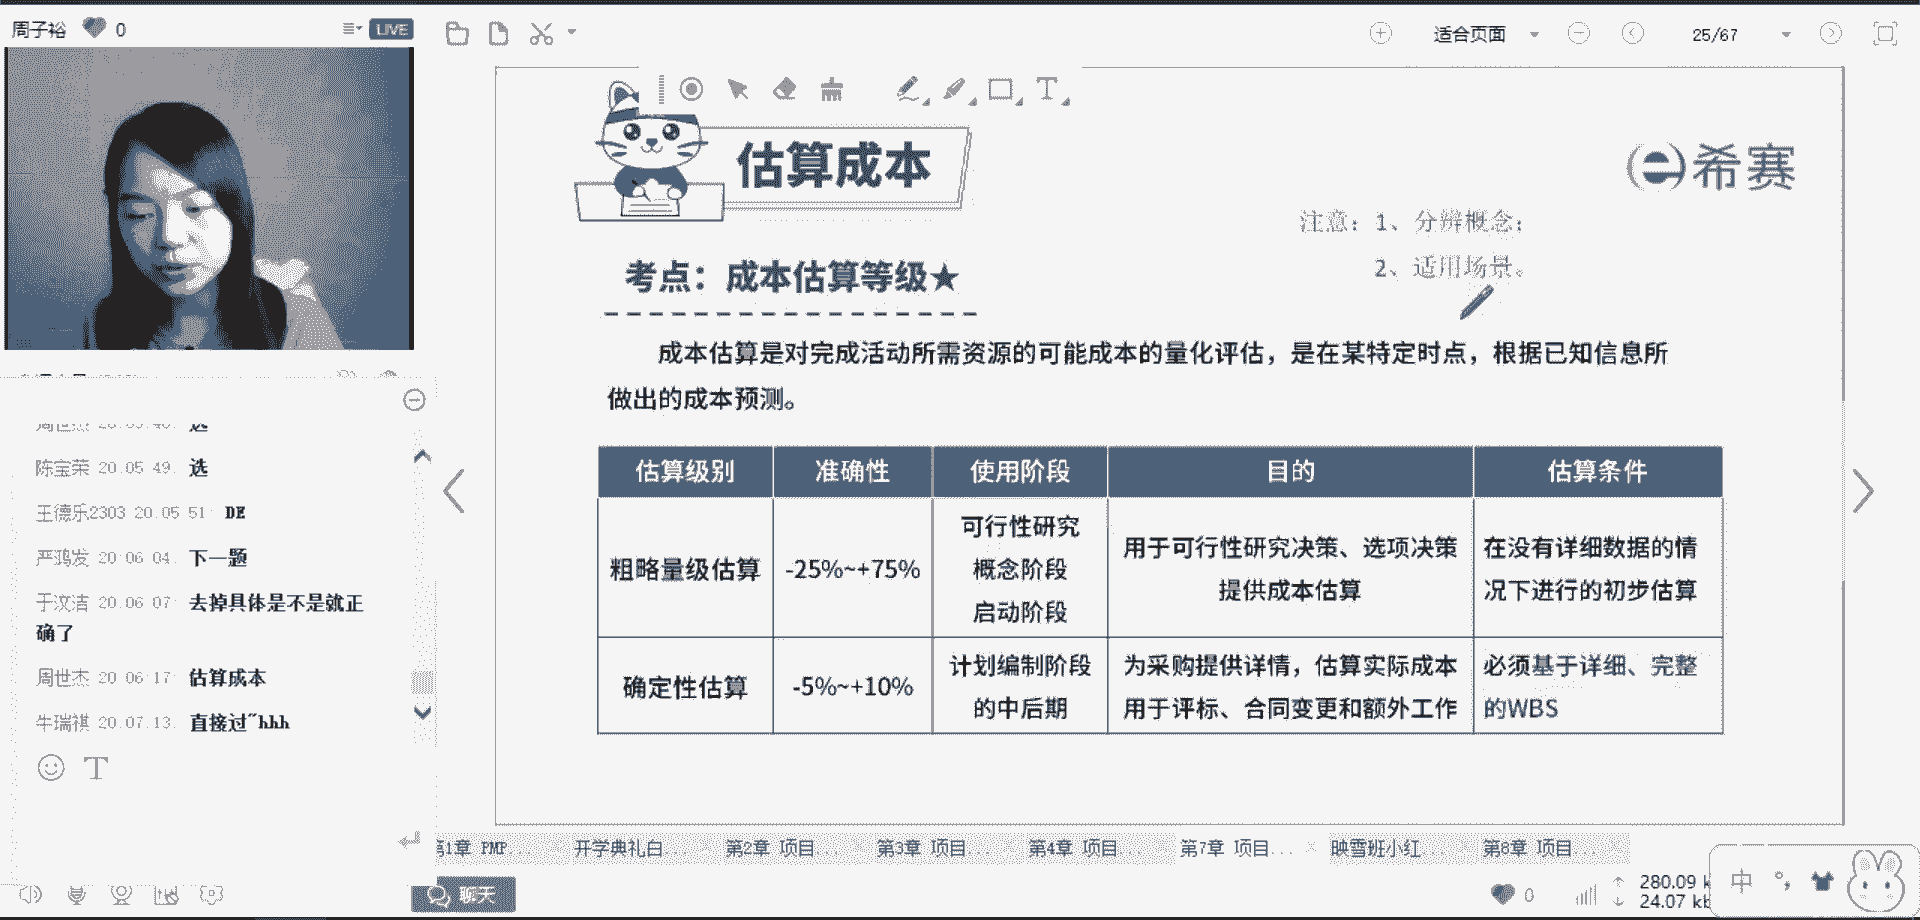 周子裕 0 LIVE
适合页面 25/67
估算成本
希赛
注意：1、分辨概念；
2、适用场景。
考点：成本估算等级★
成本估算是对完成活动所需资源的可能成本的量化评估，是在某特定时点，根据已知信息所
做出的成本预测。
估算级别 准确性 使用阶段 目的 估算条件
粗略量级估算 -25%~+75% 可行性研究
概念阶段
启动阶段
用于可行性研究决策、选项决策
提供成本估算
在没有详细数据的情
况下进行的初步估算
确定性估算 -5%~+10% 计划编制阶段
的中后期
为采购提供详情，估算实际成本
用于评标、合同变更和额外工作
必须基于详细、完整
的WBS
陈宝荣 20:05:49: 选
王德乐2303 20:05:51: DE
严鸿发 20:06:04: 下一题
于汶洁 20:06:07: 去掉具体是不是就正
确了
周世杰 20:06:17: 估算成本
牛瑞祺 20:07:13: 直接过~hhh
第1章 PMP... 开学典礼白... 第2章 项目... 第3章 项目... 第4章 项目... 第7章 项目... 映雪班小红... 第8章 项目...
聊天
0 280.09 k
24.07 kb
中